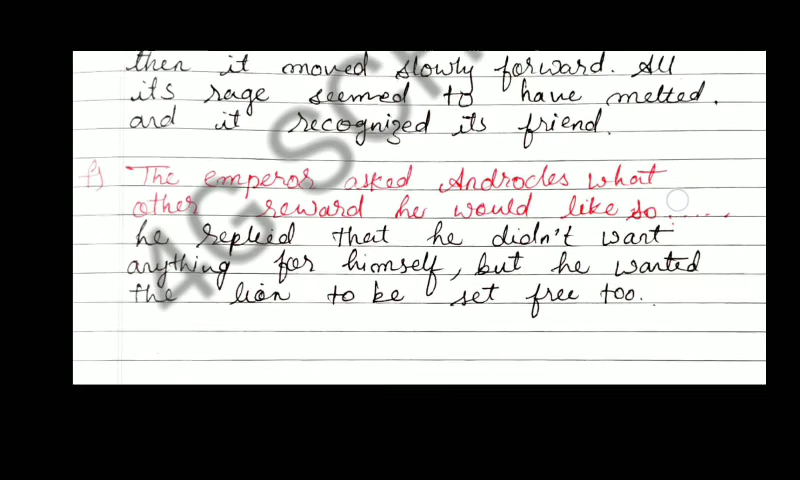 then it moved slowly forward. All
its rage seemed to have melted.
and it recognized its friend.
f) The emperor asked Androcles what
other reward he would like so .....
he replied that he didn't want
anything for himself, but he wanted
the lion to be set free too.